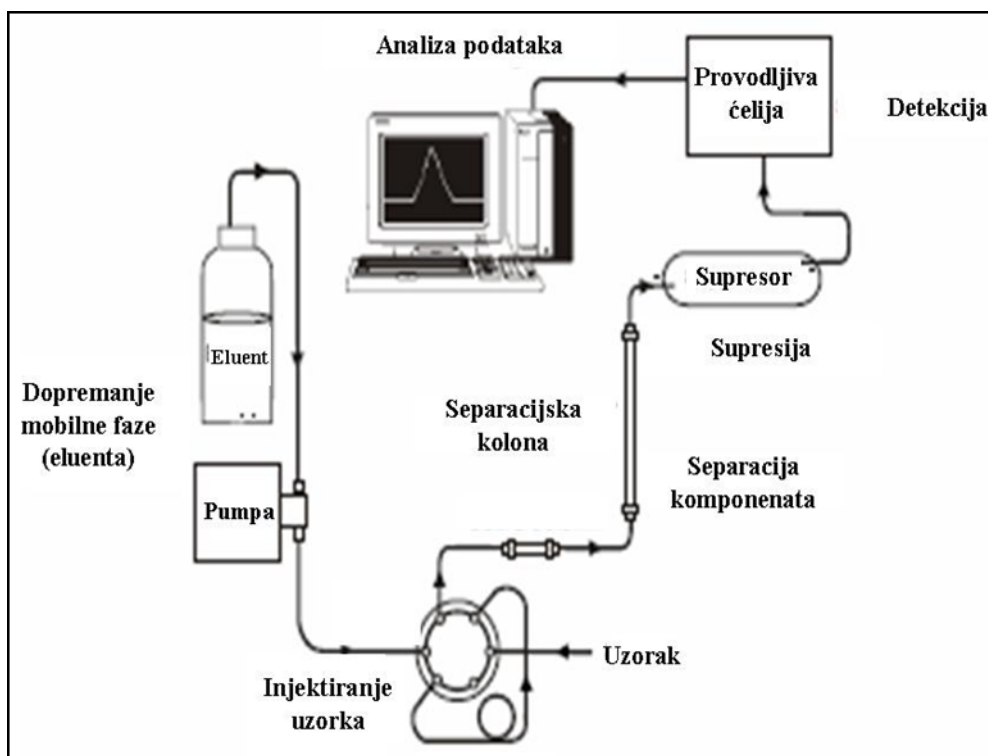 Analiza podataka
Provodljiva
ćelija
Detekcija
Eluent
Supresor
Supresija
Dopremanje
mobilne faze
(eluenta)
Separacijska
kolona
Separacija
komponenata
Pumpa
Uzorak
Injektiranje
uzorka